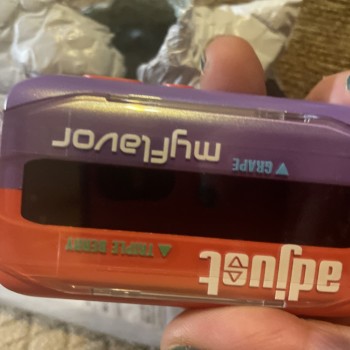 adjust
▲ TRIPLE BERRY
▼ GRAPE
myflavor